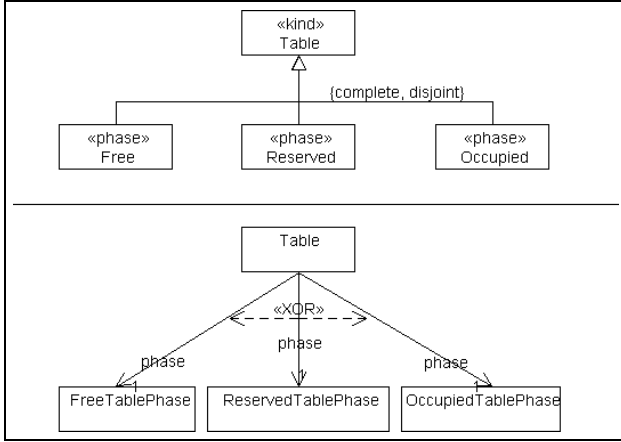 «kind»
Table
{complete, disjoint}
«phase»
Free
«phase»
Reserved
«phase»
Occupied
Table
«XOR»
phase
phase
phase
1
1
1
FreeTablePhase
ReservedTablePhase
OccupiedTablePhase